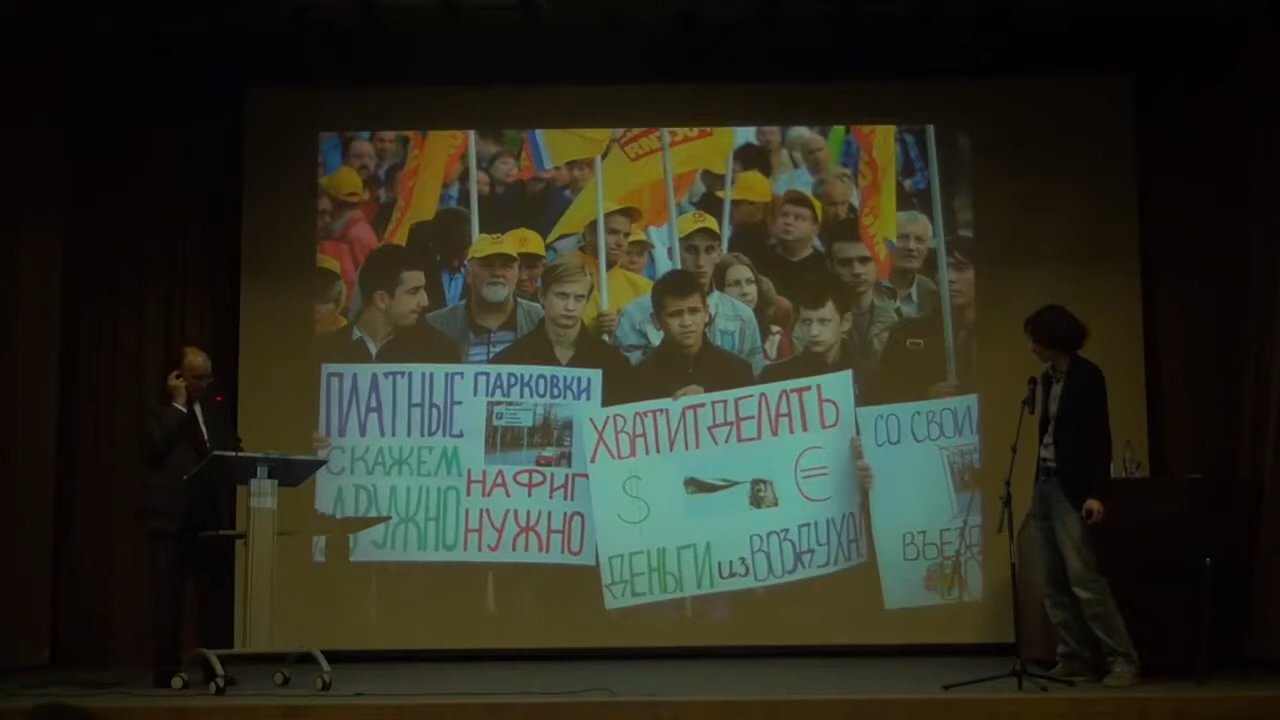 ПЛАТНЫЕ ПАРКОВКИ
СКАЖЕМ
ДРУЖНО
НАФИГ
НУЖНО
ХВАТИТ ДЕЛАТЬ
$ €
ДЕНЬГИ ИЗ ВОЗДУХА!
СО СВОИ
ВЪЕЗ